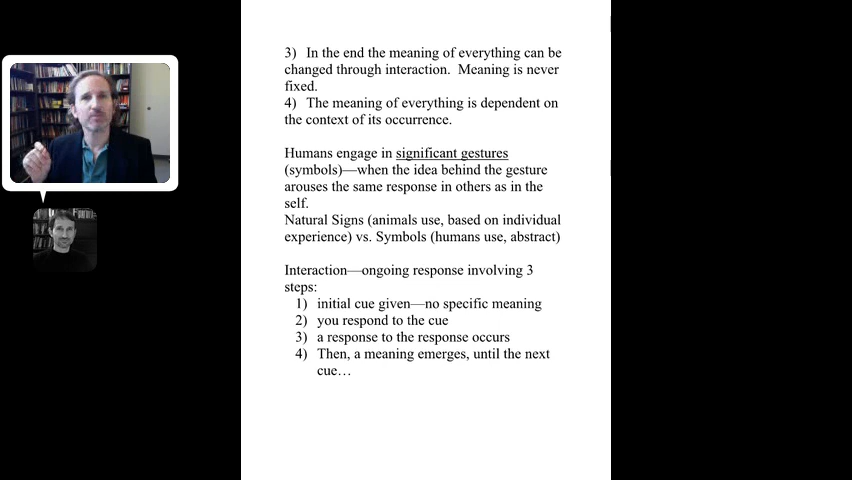 3) In the end the meaning of everything can be
changed through interaction. Meaning is never
fixed.
4) The meaning of everything is dependent on
the context of its occurrence.
Humans engage in significant gestures
(symbols)—when the idea behind the gesture
arouses the same response in others as in the
self.
Natural Signs (animals use, based on individual
experience) vs. Symbols (humans use, abstract)
Interaction—ongoing response involving 3
steps:
1) initial cue given—no specific meaning
2) you respond to the cue
3) a response to the response occurs
4) Then, a meaning emerges, until the next
cue…